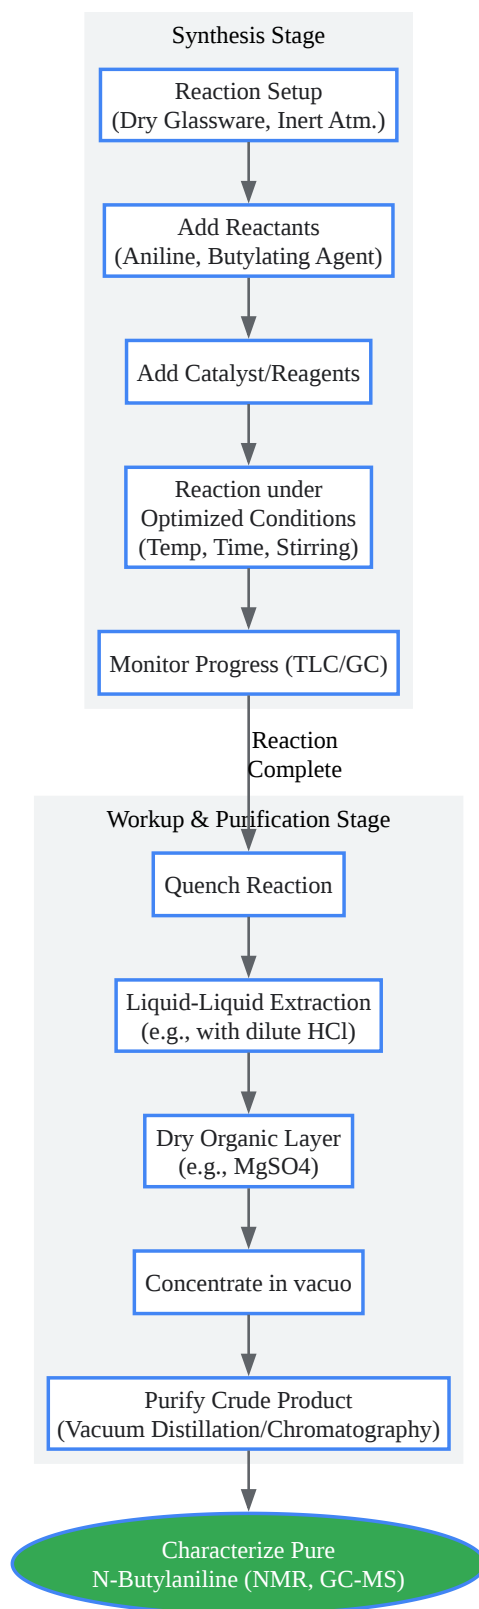 Synthesis Stage
Reaction Setup
(Dry Glassware, Inert Atm.)
Add Reactants
(Aniline, Butylating Agent)
Add Catalyst/Reagents
Reaction under
Optimized Conditions
(Temp, Time, Stirring)
Monitor Progress (TLC/GC)
Reaction
Complete
Workup & Purification Stage
Quench Reaction
Liquid-Liquid Extraction
(e.g., with dilute HCl)
Dry Organic Layer
(e.g., MgSO4)
Concentrate in vacuo
Purify Crude Product
(Vacuum Distillation/Chromatography)
Characterize Pure
N-Butylaniline (NMR, GC-MS)